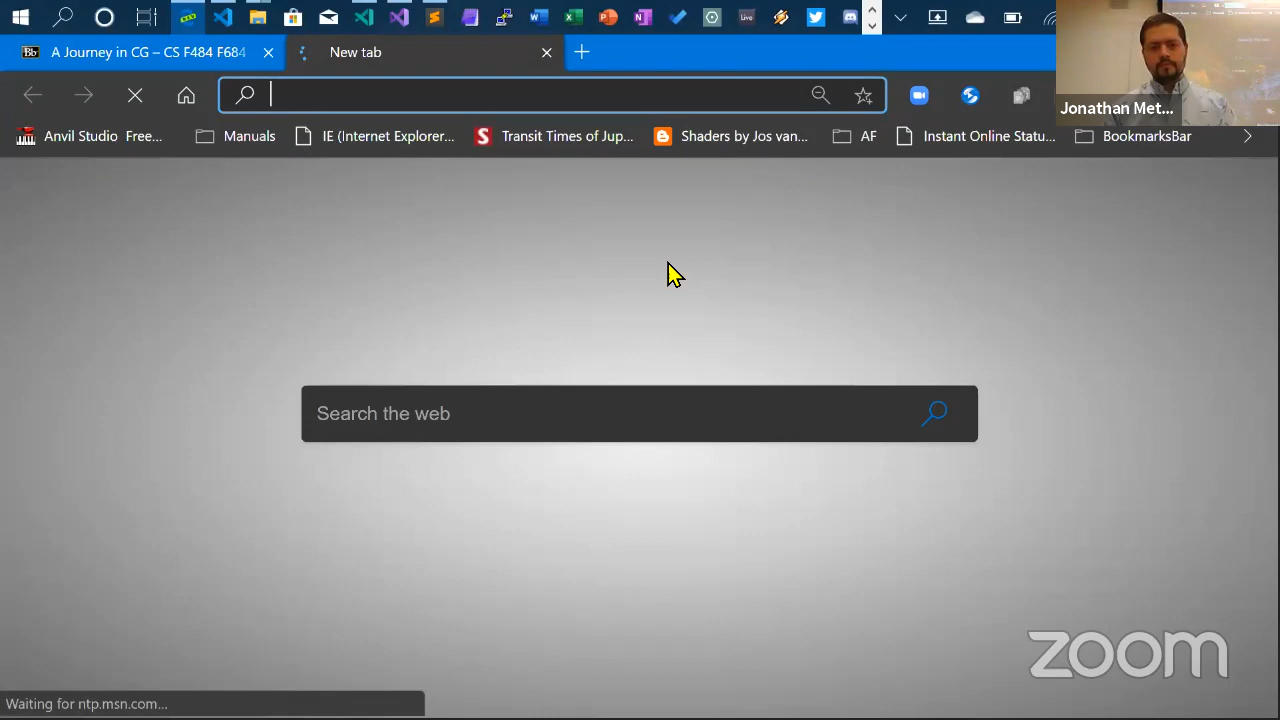 Live
Bb A Journey in CG – CS F484 F684
New tab
Jonathan Met...
Anvil Studio Free...
Manuals
IE (Internet Explorer...
Transit Times of Jup...
Shaders by Jos van...
AF
Instant Online Statu...
BookmarksBar
Search the web
zoom
Waiting for ntp.msn.com...